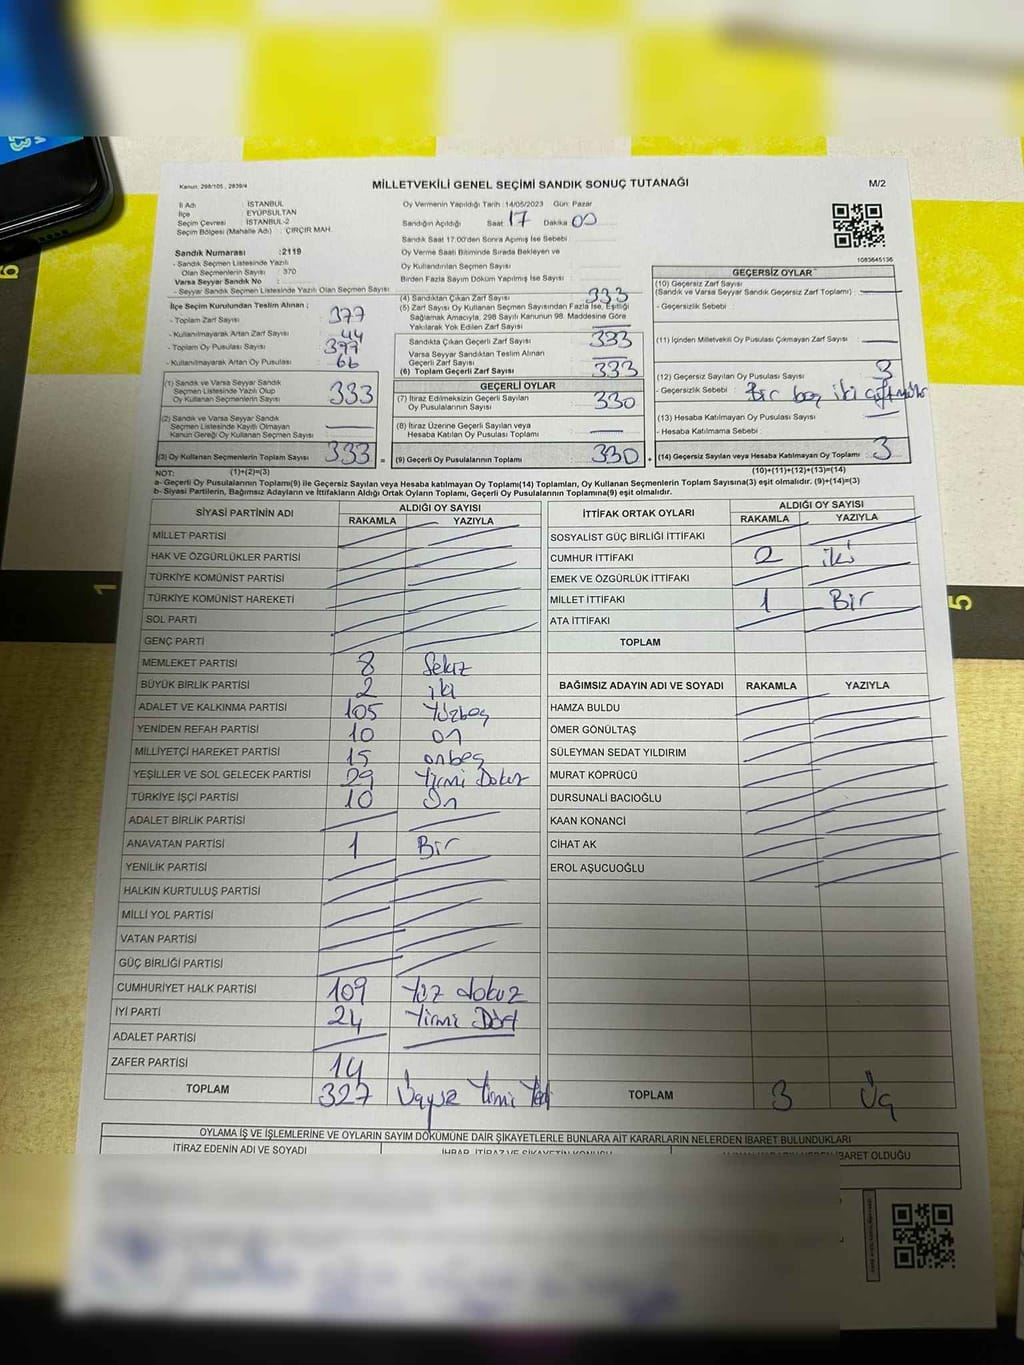 Kanun, 298/105 , 2839/4
MİLLETVEKİLİ GENEL SEÇİMİ SANDIK SONUÇ TUTANAĞI
M/2
İl Adı : İSTANBUL
İlçe : EYÜPSULTAN
Seçim Çevresi : İSTANBUL-2
Seçim Bölgesi (Mahalle Adı) : ÇIRÇIR MAH.
Oy Vermenin Yapıldığı Tarih :14/05/2023 Gün: Pazar
Sandığın Açıldığı Saat : 17 Dakika : 00
Sandık Saat 17:00'den Sonra Açımış İse Sebebi :
Oy Verme Saati Bitiminde Sırada Bekleyen ve
Oy Kullandırılan Seçmen Sayısı :
Birden Fazla Sayım Döküm Yapılmış İse Sayısı :
1083645136
Sandık Numarası :2119
- Sandık Seçmen Listesinde Yazılı
Olan Seçmenlerin Sayısı : 370
Varsa Seyyar Sandık No :
- Seyyar Sandık Seçmen Listesinde Yazılı Olan Seçmen Sayısı :
İlçe Seçim Kurulundan Teslim Alınan :
- Toplam Zarf Sayısı : 377
- Kullanılmayarak Artan Zarf Sayısı : 44
- Toplam Oy Pusulası Sayısı : 377
- Kullanılmayarak Artan Oy Pusulası : 66
(1) Sandık ve Varsa Seyyar Sandık
Seçmen Listesinde Yazılı Olup
Oy Kullanan Seçmenlerin Sayısı : 333
(2) Sandık ve Varsa Seyyar Sandık
Seçmen Listesinde Kayıtlı Olmayan
Kanun Gereği Oy Kullanan Seçmen Sayısı :
(3) Oy Kullanan Seçmenlerin Toplam Sayısı : 333 =
(4) Sandıktan Çıkan Zarf Sayısı : 333
(5) Zarf Sayısı Oy Kullanan Seçmen Sayısından Fazla İse, Eşitliği
Sağlamak Amacıyla, 298 Sayılı Kanunun 98. Maddesine Göre
Yakılarak Yok Edilen Zarf Sayısı :
Sandıkta Çıkan Geçerli Zarf Sayısı : 333
Varsa Seyyar Sandıktan Teslim Alınan
Geçerli Zarf Sayısı :
(6) Toplam Geçerli Zarf Sayısı : 333
GEÇERLİ OYLAR
(7) İtiraz Edilmeksizin Geçerli Sayılan
Oy Pusulalarının Sayısı : 330
(8) İtiraz Üzerine Geçerli Sayılan veya
Hesaba Katılan Oy Pusulası Toplamı :
(9) Geçerli Oy Pusulalarının Toplamı : 330 +
GEÇERSİZ OYLAR
(10) Geçersiz Zarf Sayısı
(Sandık ve Varsa Seyyar Sandık Geçersiz Zarf Toplamı) :
- Geçersizlik Sebebi :
(11) İçinden Milletvekili Oy Pusulası Çıkmayan Zarf Sayısı :
(12) Geçersiz Sayılan Oy Pusulası Sayısı : 3
- Geçersizlik Sebebi : Bir boş iki
(13) Hesaba Katılmayan Oy Pusulası Sayısı :
- Hesaba Katılmama Sebebi :
(14) Geçersiz Sayılan veya Hesaba Katılmayan Oy Toplamı : 3
NOT: (1)+(2)=(3) (10)+(11)+(12)+(13)=(14)
a- Geçerli Oy Pusulalarının Toplamı(9) ile Geçersiz Sayılan veya Hesaba katılmayan Oy Toplamı(14) Toplamları, Oy Kullanan Seçmenlerin Toplam Sayısına(3) eşit olmalıdır. (9)+(14)=(3)
b- Siyasi Partilerin, Bağımsız Adayların ve İttifakların Aldığı Ortak Oyların Toplamı, Geçerli Oy Pusulalarının Toplamına(9) eşit olmalıdır.
SİYASİ PARTİNİN ADI
ALDIĞI OY SAYISI
RAKAMLA YAZIYLA
MİLLET PARTİSİ
HAK VE ÖZGÜRLÜKLER PARTİSİ
TÜRKİYE KOMÜNİST PARTİSİ
TÜRKİYE KOMÜNİST HAREKETİ
SOL PARTİ
GENÇ PARTİ
MEMLEKET PARTİSİ 8 Sekiz
BÜYÜK BİRLİK PARTİSİ 2 iki
ADALET VE KALKINMA PARTİSİ 105 Yüzbeş
YENİDEN REFAH PARTİSİ 10 on
MİLLİYETÇİ HAREKET PARTİSİ 15 onbeş
YEŞİLLER VE SOL GELECEK PARTİSİ 29 Yirmi Dokuz
TÜRKİYE İŞÇİ PARTİSİ 10 On
ADALET BİRLİK PARTİSİ
ANAVATAN PARTİSİ 1 Bir
YENİLİK PARTİSİ
HALKIN KURTULUŞ PARTİSİ
MİLLİ YOL PARTİSİ
VATAN PARTİSİ
GÜÇ BİRLİĞİ PARTİSİ
CUMHURİYET HALK PARTİSİ 109 Yüz dokuz
İYİ PARTİ 24 Yirmi Dört
ADALET PARTİSİ
ZAFER PARTİSİ 14
TOPLAM 327 Üçyüz Yirmi Yedi
İTTİFAK ORTAK OYLARI
ALDIĞI OY SAYISI
RAKAMLA YAZIYLA
SOSYALİST GÜÇ BİRLİĞİ İTTİFAKI
CUMHUR İTTİFAKI 2 iki
EMEK VE ÖZGÜRLÜK İTTİFAKI
MİLLET İTTİFAKI 1 Bir
ATA İTTİFAKI
TOPLAM
BAĞIMSIZ ADAYIN ADI VE SOYADI RAKAMLA YAZIYLA
HAMZA BULDU
ÖMER GÖNÜLTAŞ
SÜLEYMAN SEDAT YILDIRIM
MURAT KÖPRÜCÜ
DURSUNALİ BACIOĞLU
KAAN KONANCİ
CİHAT AK
EROL AŞUCUOĞLU
TOPLAM 3 Üç
OYLAMA İŞ VE İŞLEMLERİNE VE OYLARIN SAYIM DÖKÜMÜNE DAİR ŞİKAYETLERLE BUNLARA AİT KARARLARIN NELERDEN İBARET BULUNDUKLARI
İTİRAZ EDENİN ADI VE SOYADI
İHBAR, İTİRAZ VE ŞİKAYETİN KONUSU
İBARET OLDUĞU
1
5